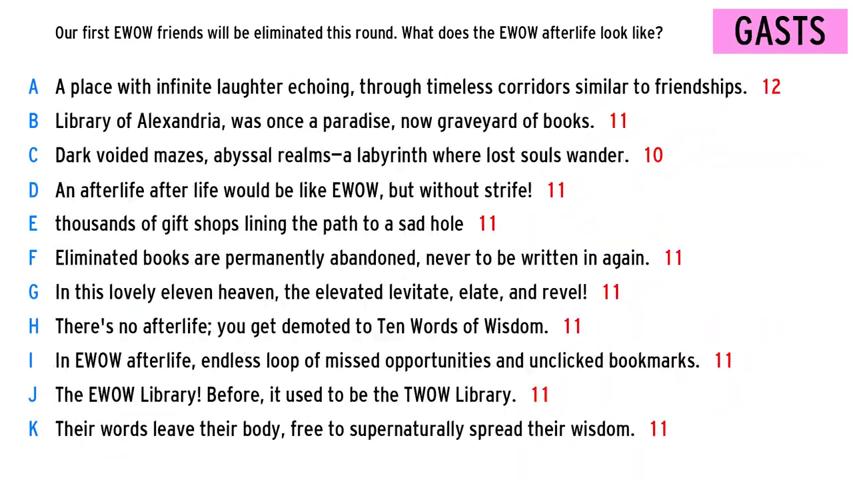 Our first EWOW friends will be eliminated this round. What does the EWOW afterlife look like?
GASTS
A A place with infinite laughter echoing, through timeless corridors similar to friendships. 12
B Library of Alexandria, was once a paradise, now graveyard of books. 11
C Dark voided mazes, abyssal realms—a labyrinth where lost souls wander. 10
D An afterlife after life would be like EWOW, but without strife! 11
E thousands of gift shops lining the path to a sad hole 11
F Eliminated books are permanently abandoned, never to be written in again. 11
G In this lovely eleven heaven, the elevated levitate, elate, and revel! 11
H There's no afterlife; you get demoted to Ten Words of Wisdom. 11
I In EWOW afterlife, endless loop of missed opportunities and unclicked bookmarks. 11
J The EWOW Library! Before, it used to be the TWOW Library. 11
K Their words leave their body, free to supernaturally spread their wisdom. 11